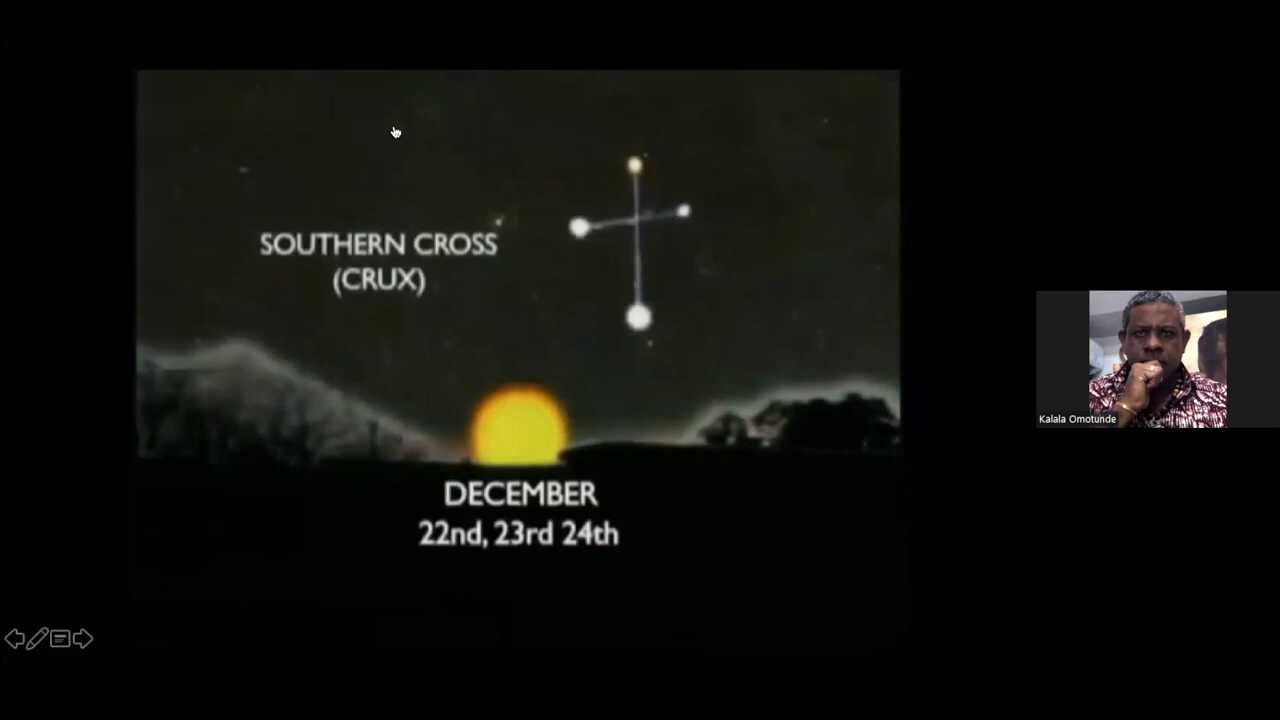 SOUTHERN CROSS
(CRUX)
DECEMBER
22nd, 23rd 24th
Kalala Omotunde